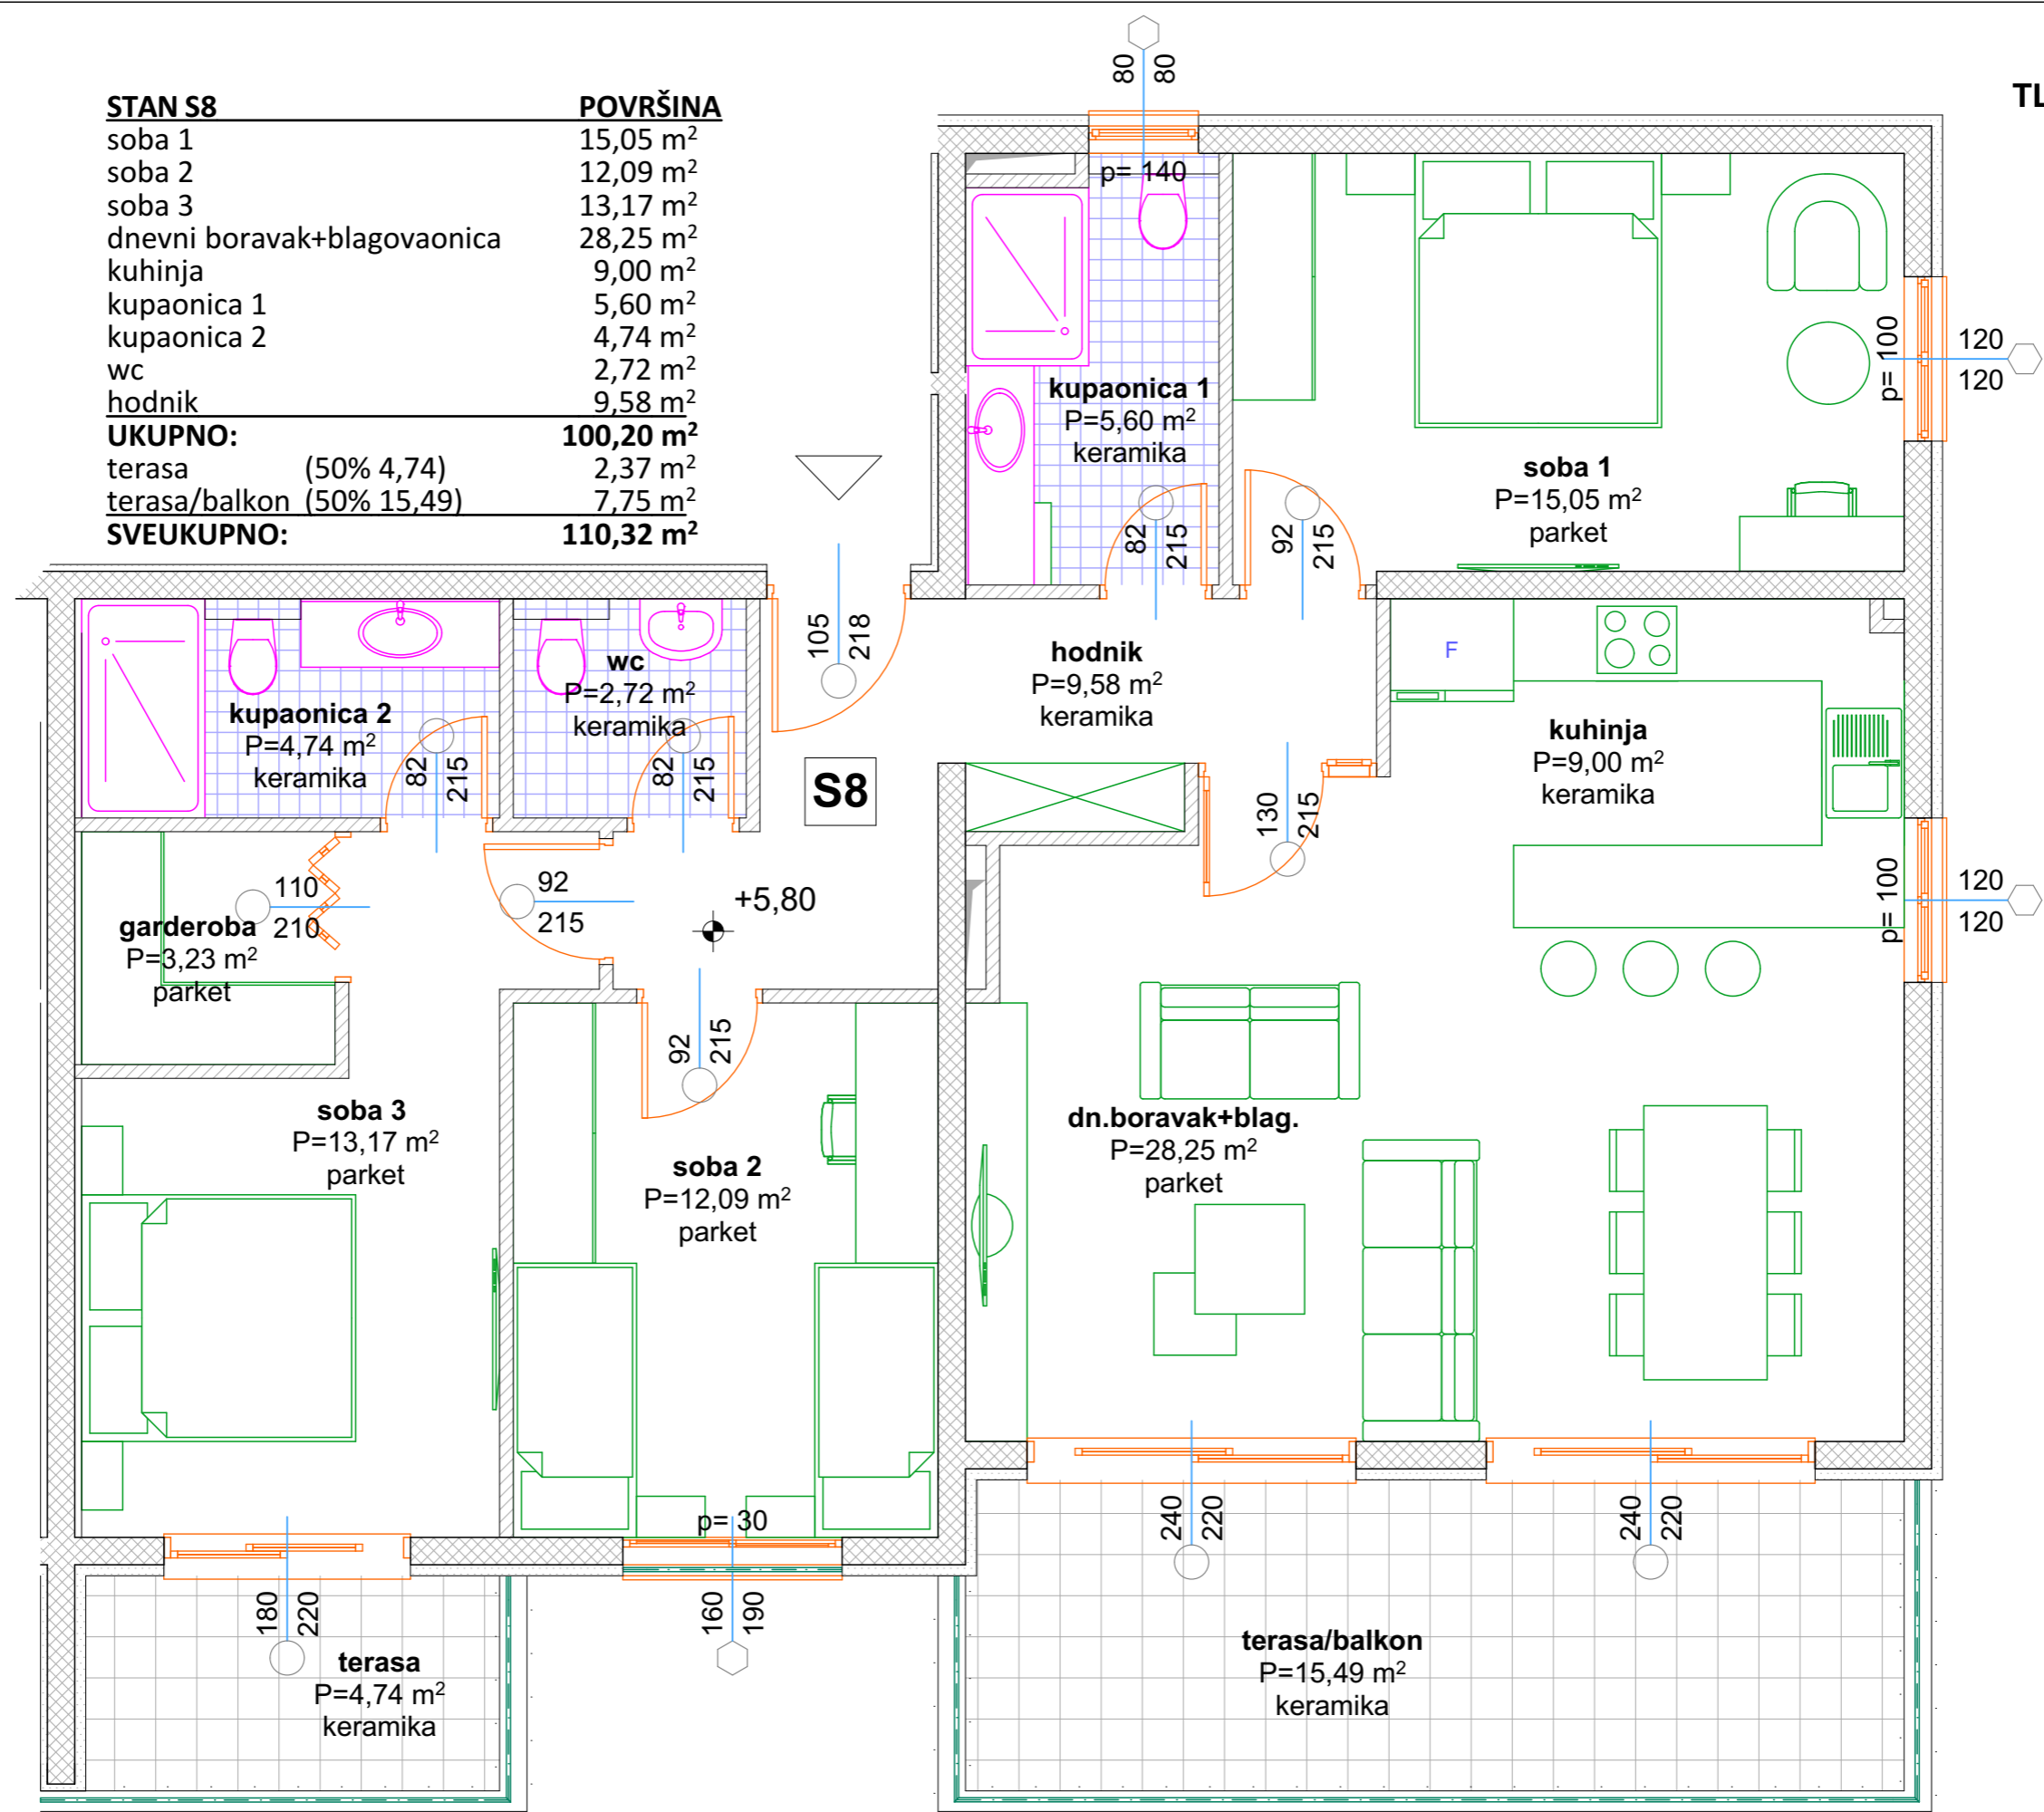 STAN S8 POVRŠINA
soba 1 15,05 m²
soba 2 12,09 m²
soba 3 13,17 m²
dnevni boravak+blagovaonica 28,25 m²
kuhinja 9,00 m²
kupaonica 1 5,60 m²
kupaonica 2 4,74 m²
wc 2,72 m²
hodnik 9,58 m²
UKUPNO: 100,20 m²
terasa (50% 4,74) 2,37 m²
terasa/balkon (50% 15,49) 7,75 m²
SVEUKUPNO: 110,32 m²
TL
80
80
p= 140
kupaonica 1
P=5,60 m²
keramika
82
215
92
215
soba 1
P=15,05 m²
parket
p= 100
120
120
105
218
hodnik
P=9,58 m²
keramika
F
kuhinja
P=9,00 m²
keramika
p= 100
120
120
130
215
kupaonica 2
P=4,74 m²
keramika
82
215
wc
P=2,72 m²
keramika
82
215
S8
110
210
garderoba
P=3,23 m²
parket
92
215
+5,80
92
215
soba 3
P=13,17 m²
parket
soba 2
P=12,09 m²
parket
dn.boravak+blag.
P=28,25 m²
parket
p= 30
180
220
160
190
240
220
240
220
terasa
P=4,74 m²
keramika
terasa/balkon
P=15,49 m²
keramika